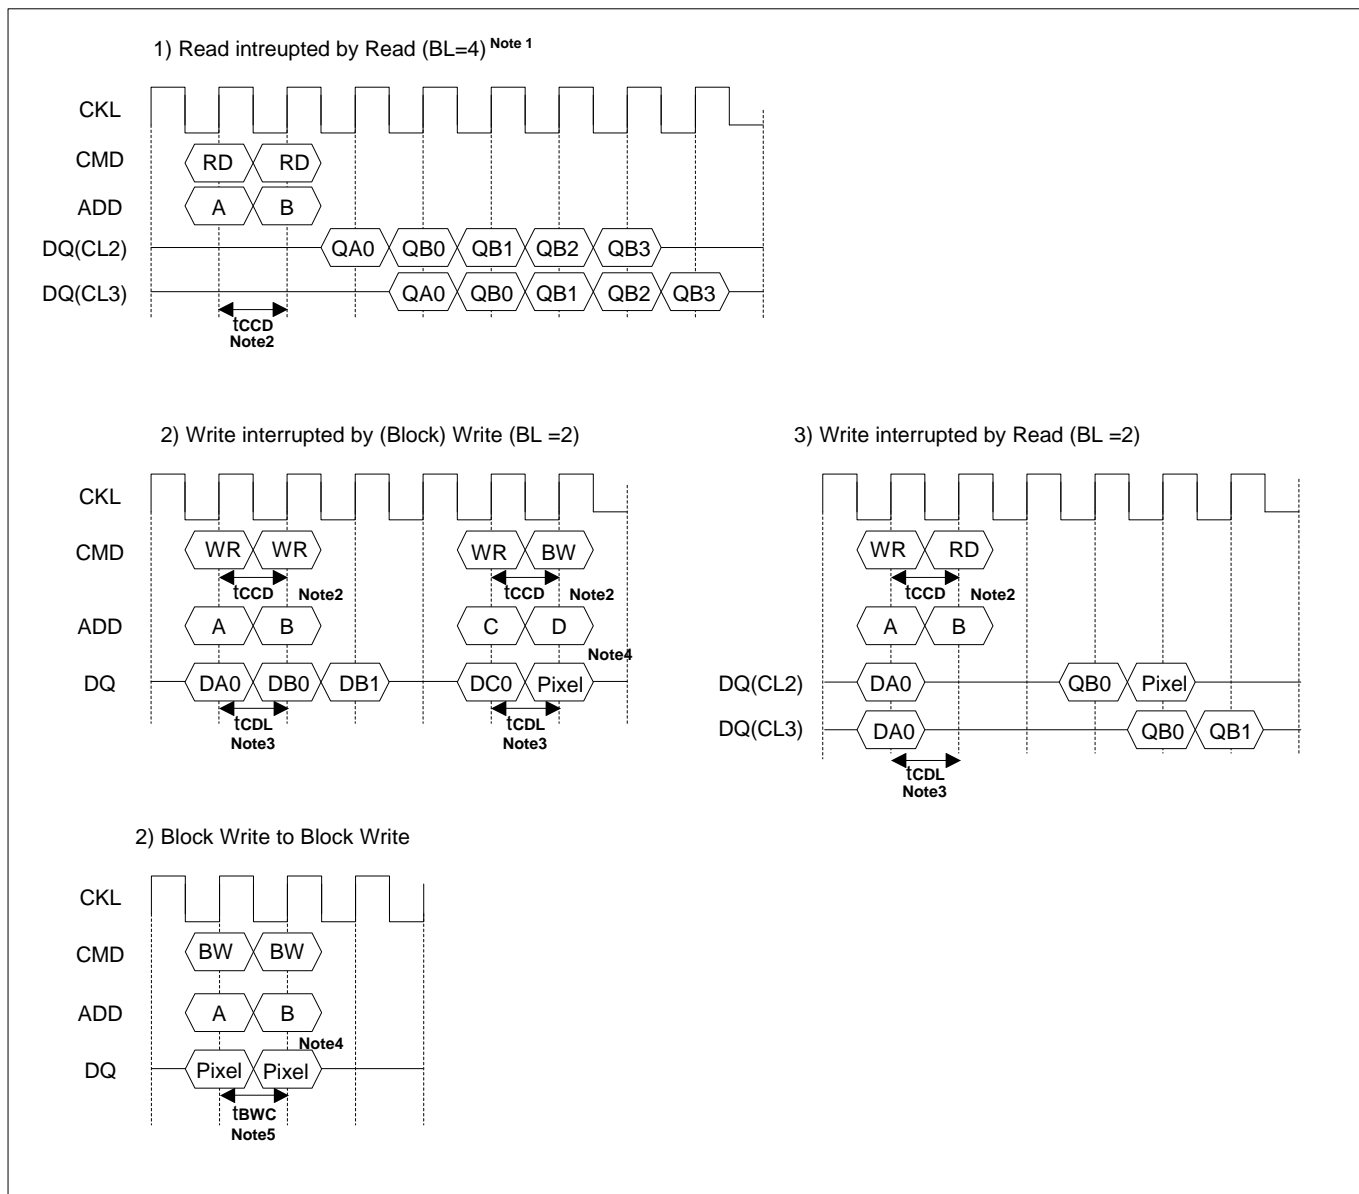 1) Read intreupted by Read (BL=4) Note 1
CKL
CMD RD RD
ADD A B
DQ(CL2) QA0 QB0 QB1 QB2 QB3
DQ(CL3) QA0 QB0 QB1 QB2 QB3
tCCD
Note2
2) Write interrupted by (Block) Write (BL =2)
CKL
CMD WR WR WR BW
tCCD Note2 tCCD Note2
ADD A B C D
Note4
DQ DA0 DB0 DB1 DC0 Pixel
tCDL tCDL
Note3 Note3
3) Write interrupted by Read (BL =2)
WR RD
tCCD Note2
A B
DQ(CL2) DA0 QB0 Pixel
DQ(CL3) DA0 QB0 QB1
tCDL
Note3
2) Block Write to Block Write
CKL
CMD BW BW
ADD A B
Note4
DQ Pixel Pixel
tBWC
Note5